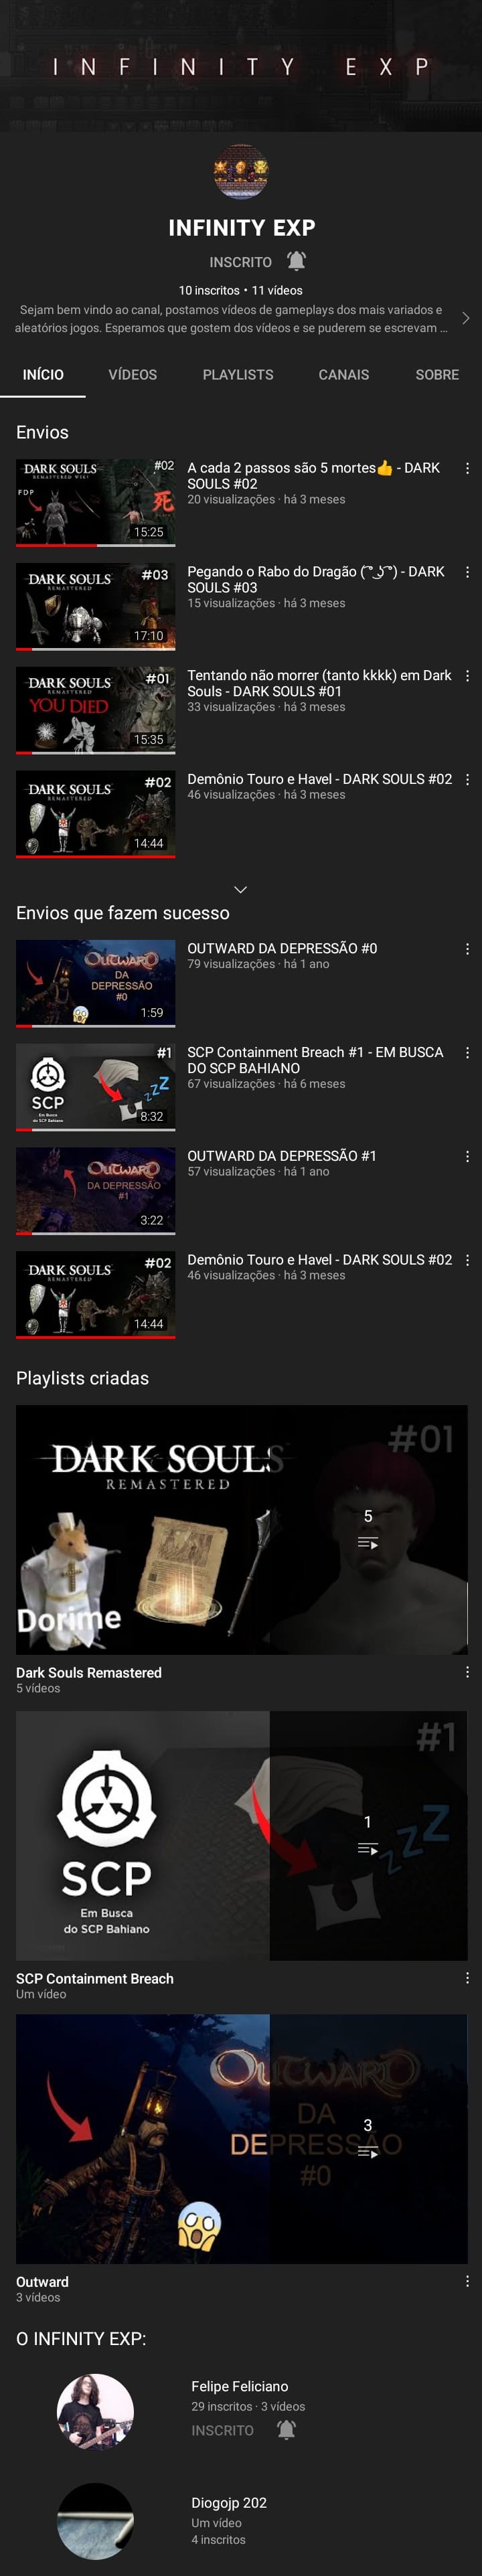 INFINITY EXP
INFINITY EXP
INSCRITO
10 inscritos • 11 vídeos
Sejam bem vindo ao canal, postamos vídeos de gameplays dos mais variados e
aleatórios jogos. Esperamos que gostem dos vídeos e se puderem se escrevam ...
INÍCIO VÍDEOS PLAYLISTS CANAIS SOBRE
Envios
DARK SOULS
REMASTERED WIKI
#02
FDP
死
15:25
A cada 2 passos são 5 mortes👍 - DARK
SOULS #02
20 visualizações · há 3 meses
DARK SOULS
REMASTERED
#03
17:10
Pegando o Rabo do Dragão ( ͡° ͜ʖ ͡°) - DARK
SOULS #03
15 visualizações · há 3 meses
DARK SOULS
REMASTERED
#01
YOU DIED
15:35
Tentando não morrer (tanto kkkk) em Dark
Souls - DARK SOULS #01
33 visualizações · há 3 meses
DARK SOULS
REMASTERED
#02
14:44
Demônio Touro e Havel - DARK SOULS #02
46 visualizações · há 3 meses
Envios que fazem sucesso
OUTWARD
DA
DEPRESSÃO
#0
1:59
OUTWARD DA DEPRESSÃO #0
79 visualizações · há 1 ano
#1
SCP
Em Busca
do SCP Bahiano
zzZ
8:32
SCP Containment Breach #1 - EM BUSCA
DO SCP BAHIANO
67 visualizações · há 6 meses
OUTWARD
DA DEPRESSÃO
#1
3:22
OUTWARD DA DEPRESSÃO #1
57 visualizações · há 1 ano
DARK SOULS
REMASTERED
#02
14:44
Demônio Touro e Havel - DARK SOULS #02
46 visualizações · há 3 meses
Playlists criadas
#01
DARK SOULS
REMASTERED
5
Dorime
Dark Souls Remastered
5 vídeos
#1
1
zzZ
SCP
Em Busca
do SCP Bahiano
SCP Containment Breach
Um vídeo
OUTWARD
DA
DEPRESSÃO
#0
3
Outward
3 vídeos
O INFINITY EXP:
Felipe Feliciano
29 inscritos · 3 vídeos
INSCRITO
Diogojp 202
Um vídeo
4 inscritos